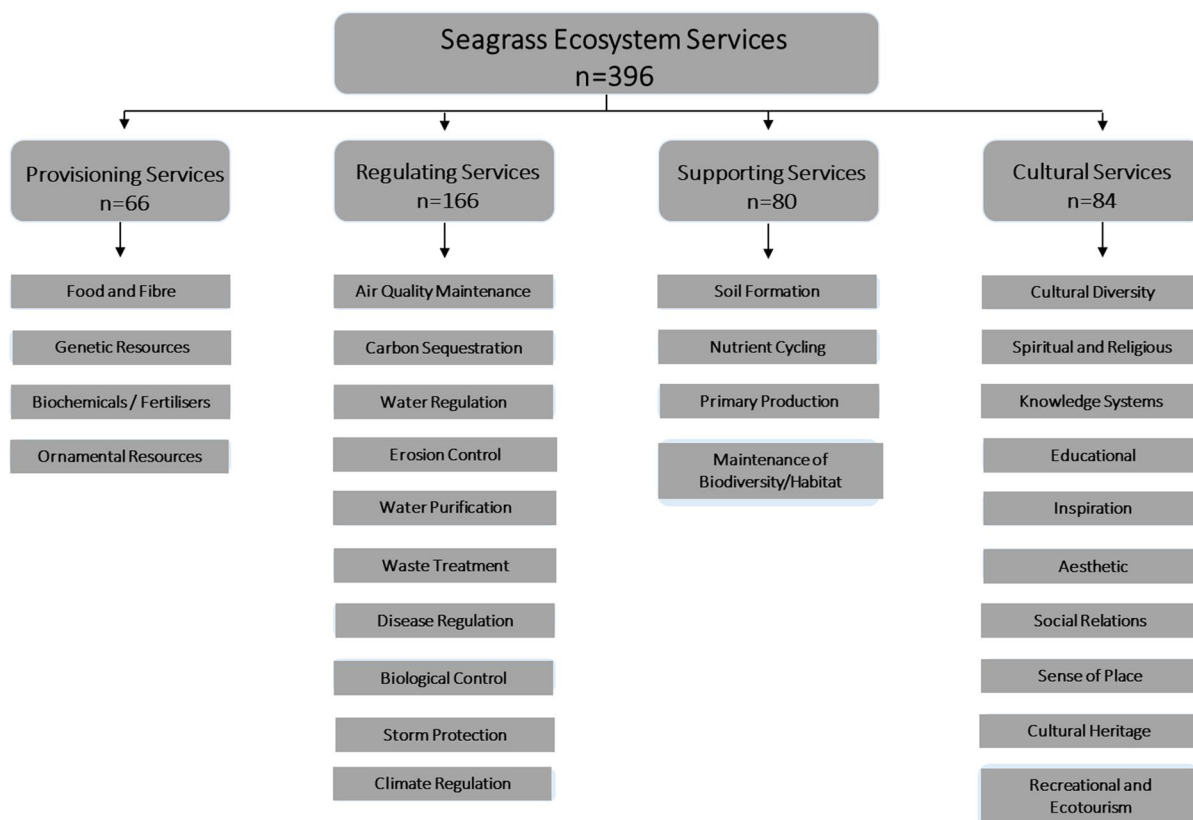 Seagrass Ecosystem Services
n=396
Provisioning Services
n=66
Food and Fibre
Genetic Resources
Biochemicals / Fertilisers
Ornamental Resources
Regulating Services
n=166
Air Quality Maintenance
Carbon Sequestration
Water Regulation
Erosion Control
Water Purification
Waste Treatment
Disease Regulation
Biological Control
Storm Protection
Climate Regulation
Supporting Services
n=80
Soil Formation
Nutrient Cycling
Primary Production
Maintenance of
Biodiversity/Habitat
Cultural Services
n=84
Cultural Diversity
Spiritual and Religious
Knowledge Systems
Educational
Inspiration
Aesthetic
Social Relations
Sense of Place
Cultural Heritage
Recreational and
Ecotourism